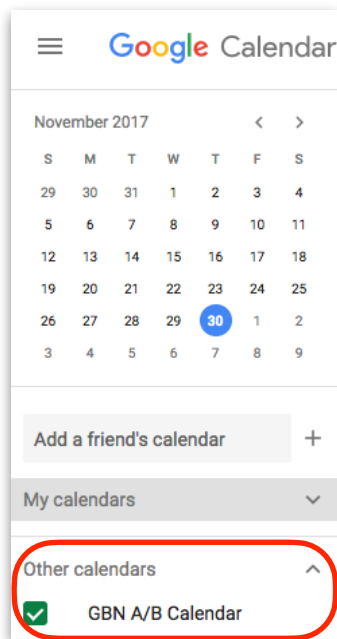 Google Calendar
November 2017 < >
S M T W T F S
29 30 31 1 2 3 4
5 6 7 8 9 10 11
12 13 14 15 16 17 18
19 20 21 22 23 24 25
26 27 28 29 30 1 2
3 4 5 6 7 8 9
Add a friend's calendar +
My calendars
Other calendars
GBN A/B Calendar